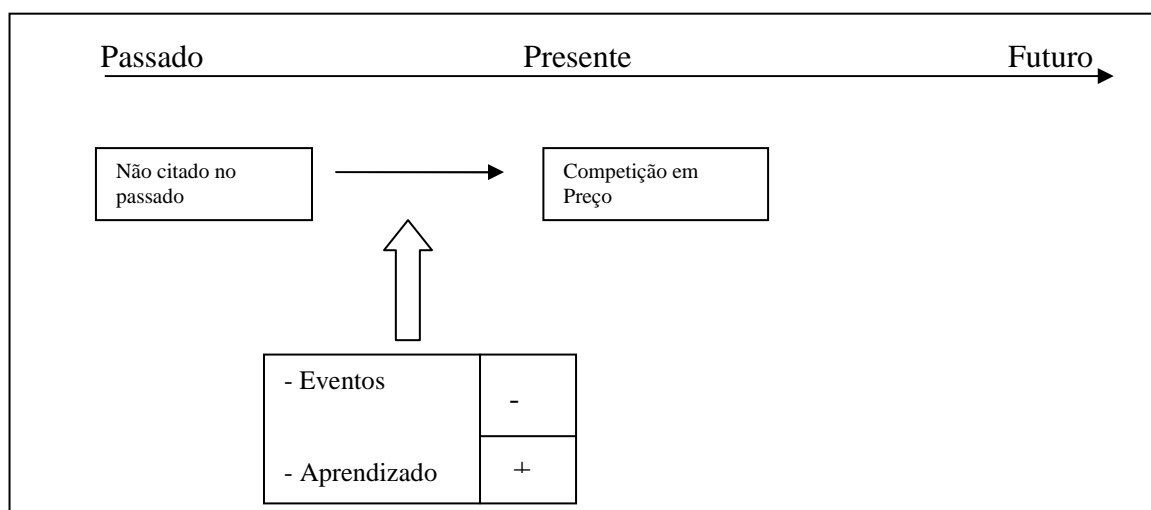 Passado Presente Futuro
Não citado no
passado
Competição em
Preço
- Eventos
-
- Aprendizado
+